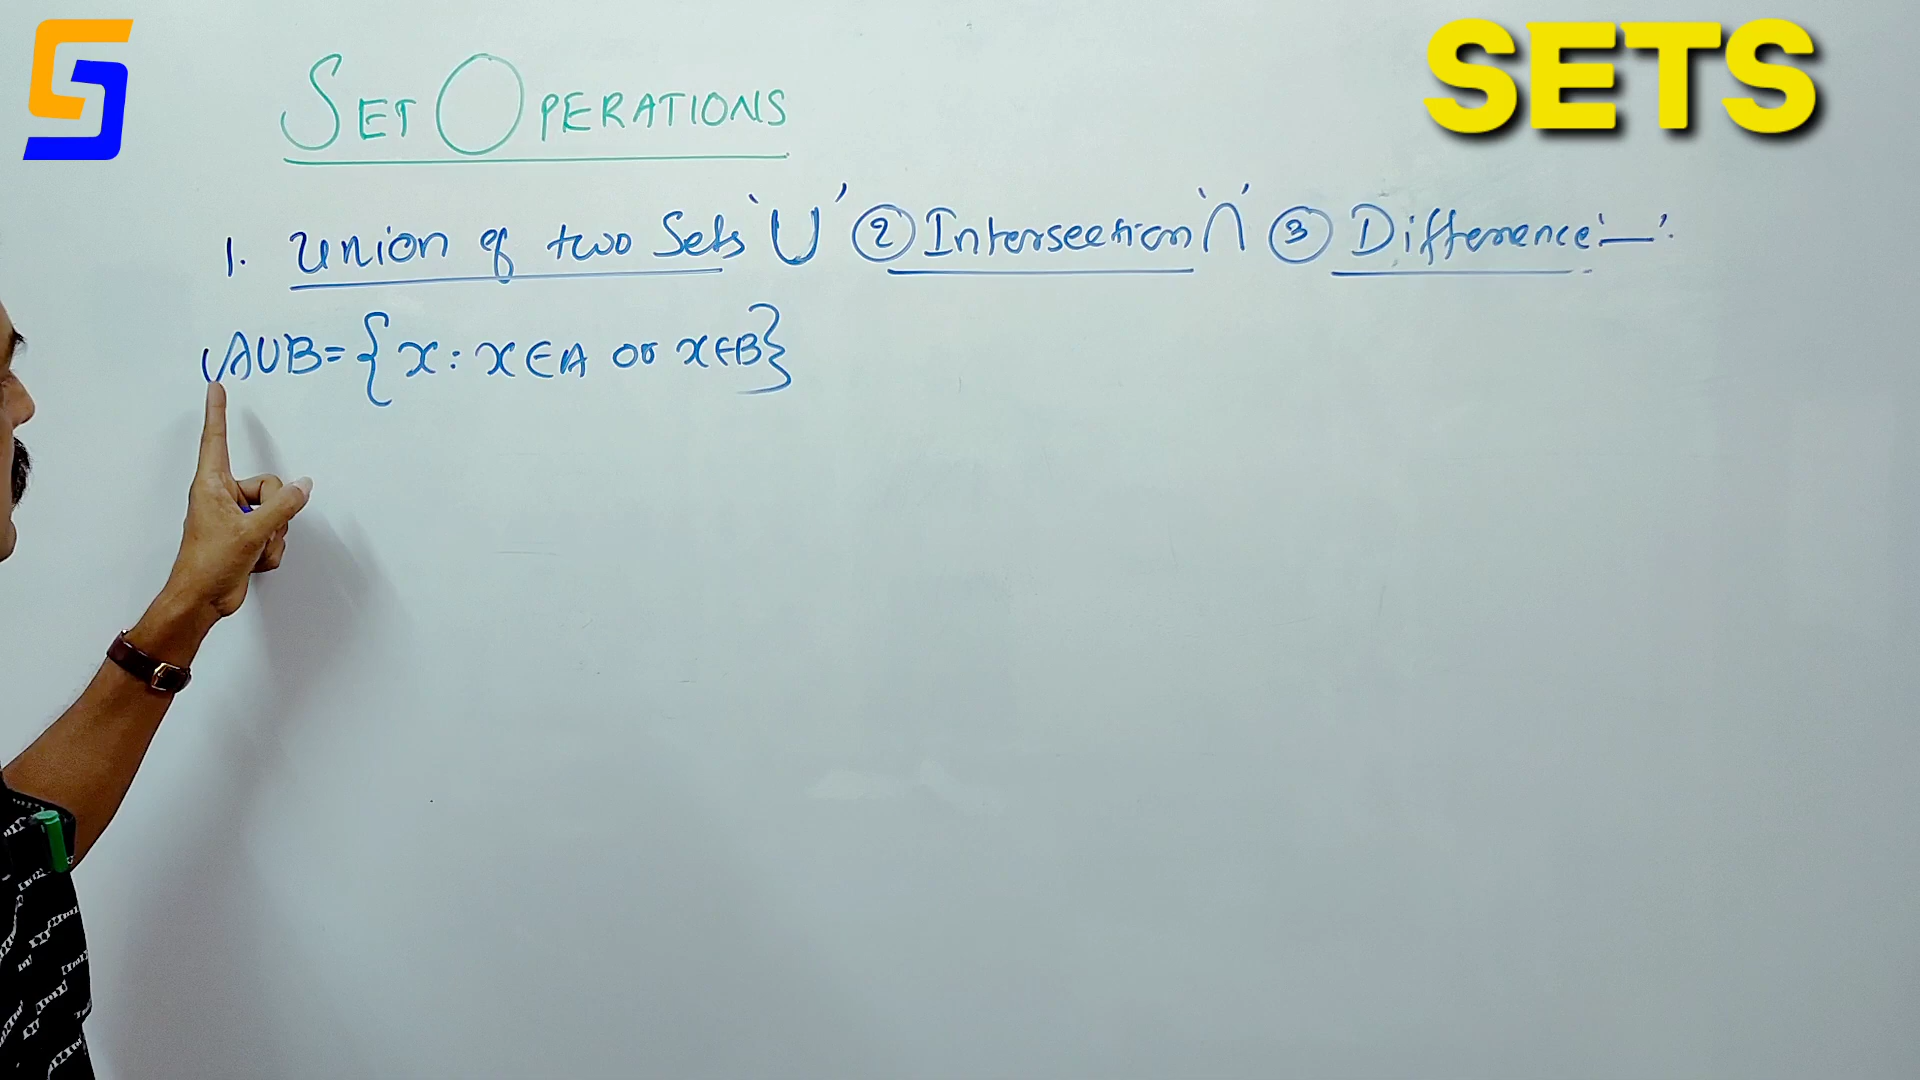 SETS
SET OPERATIONS
1. Union of two Sets '∪' ② Intersection '∩' ③ Difference '—'
A∪B = {x : x∈A or x∈B}